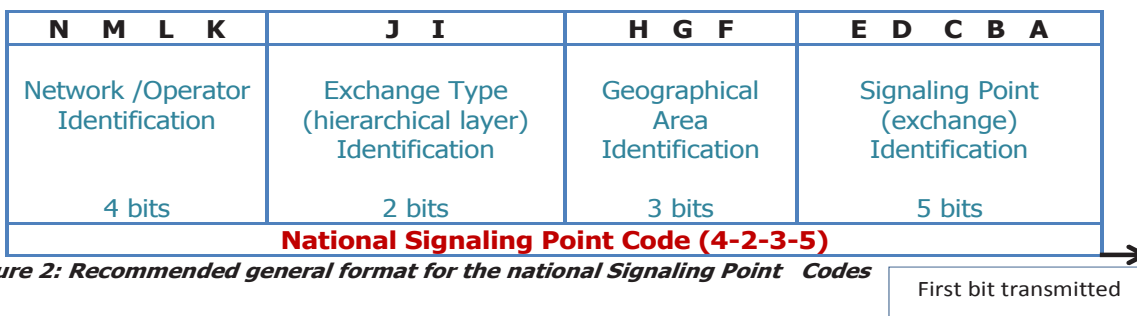 N M L K J I H G F E D C B A
Network /Operator
Identification
4 bits
Exchange Type
(hierarchical layer)
Identification
2 bits
Geographical
Area
Identification
3 bits
Signaling Point
(exchange)
Identification
5 bits
National Signaling Point Code (4-2-3-5)
ure 2: Recommended general format for the national Signaling Point Codes
First bit transmitted